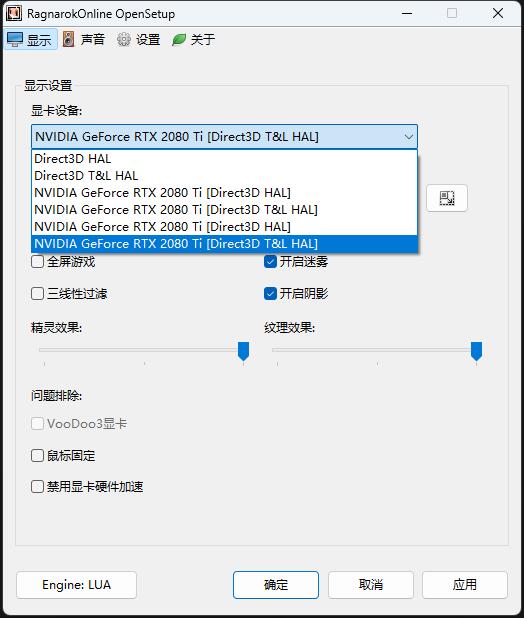 RagnarokOnline OpenSetup
显示 声音 设置 关于
显示设置
显卡设备:
NVIDIA GeForce RTX 2080 Ti [Direct3D T&L HAL]
Direct3D HAL
Direct3D T&L HAL
NVIDIA GeForce RTX 2080 Ti [Direct3D HAL]
NVIDIA GeForce RTX 2080 Ti [Direct3D T&L HAL]
NVIDIA GeForce RTX 2080 Ti [Direct3D HAL]
NVIDIA GeForce RTX 2080 Ti [Direct3D T&L HAL]
全屏游戏 开启迷雾
三线性过滤 开启阴影
精灵效果: 纹理效果:
问题排除:
VooDoo3显卡
鼠标固定
禁用显卡硬件加速
Engine: LUA 确定 取消 应用